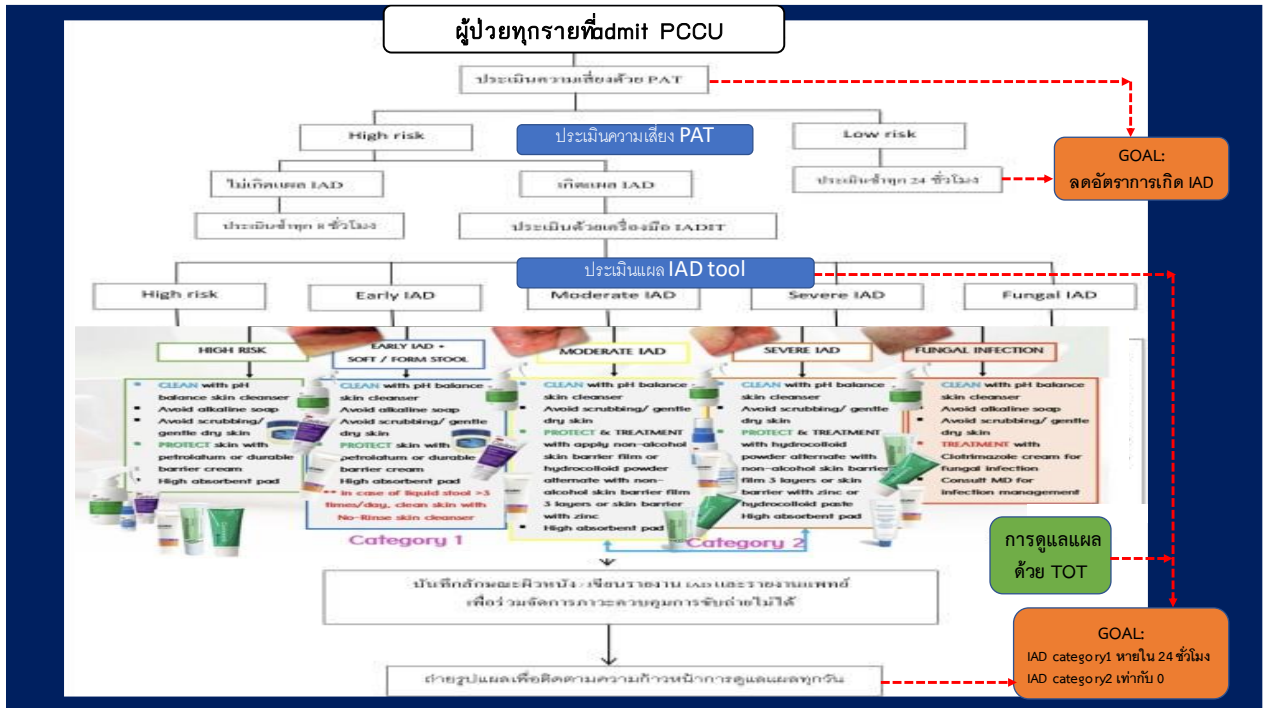 ผู้ป่วยทุกรายที่admit PCCU
ประเมินความเสี่ยงด้วย PAT
High risk
ประเมินความเสี่ยง PAT
Low risk
GOAL:
ลดอัตราการเกิด IAD
ไม่เกิดแผล IAD
เกิดแผล IAD
ประเมินซ้ำทุก 24 ชั่วโมง
ประเมินซ้ำทุก 8 ชั่วโมง
ประเมินด้วยเครื่องมือ IADIT
ประเมินแผล IAD tool
High risk
Early IAD
Moderate IAD
Severe IAD
Fungal IAD
HIGH RISK
CLEAN with pH
balance skin cleanser
Avoid alkaline soap
Avoid scrubbing/
gentle dry skin
PROTECT skin with
petrolatum or durable
barrier cream
High absorbent pad
EARLY IAD +
SOFT / FORM STOOL
CLEAN with pH balance
skin cleanser
Avoid alkaline soap
Avoid scrubbing/ gentle
dry skin
PROTECT skin with
petrolatum or durable
barrier cream
High absorbent pad
** in case of liquid stool >3
times/day, clean skin with
No-Rinse skin cleanser
Category 1
MODERATE IAD
CLEAN with pH balance
skin cleanser
Avoid scrubbing/ gentle
dry skin
PROTECT & TREATMENT
with apply non-alcohol
skin barrier film or
hydrocolloid powder
alternate with non-
alcohol skin barrier film
3 layers or skin barrier
with zinc
High absorbent pad
SEVERE IAD
CLEAN with pH balance
skin cleanser
Avoid scrubbing/ gentle
dry skin
PROTECT & TREATMENT
with hydrocolloid
powder alternate with
non-alcohol skin barrier
film 3 layers or skin
barrier with zinc or
hydrocolloid paste
High absorbent pad
Category 2
FUNGAL INFECTION
CLEAN with pH balance
skin cleanser
Avoid alkaline soap
Avoid scrubbing/ gentle
dry skin
TREATMENT with
Clotrimazole cream for
fungal infection
Consult MD for
infection management
การดูแลแผล
ด้วย TOT
บันทึกลักษณะผิวหนัง เขียนรายงาน IAD และรายงานแพทย์
เพื่อร่วมจัดการภาวะควบคุมการขับถ่ายไม่ได้
GOAL:
IAD category1 หายใน 24 ชั่วโมง
IAD category2 เท่ากับ 0
ถ่ายรูปแผลเพื่อติดตามความก้าวหน้าการดูแลแผลทุกวัน